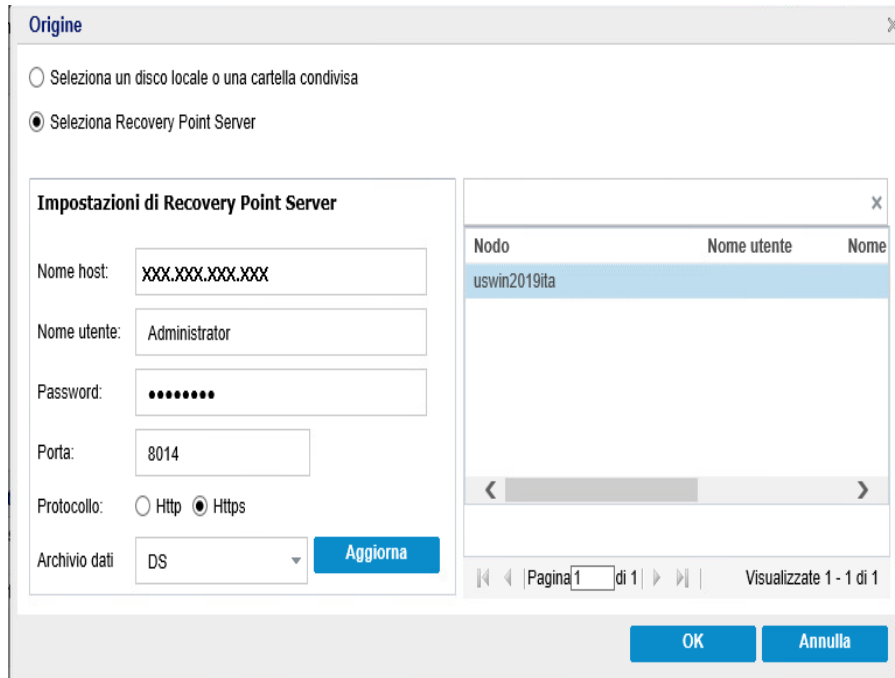 Origine
Seleziona un disco locale o una cartella condivisa
Seleziona Recovery Point Server
Impostazioni di Recovery Point Server
Nome host: XXX.XXX.XXX.XXX
Nome utente: Administrator
Password: ●●●●●●●●
Porta: 8014
Protocollo: Http Https
Archivio dati DS Aggiorna
Nodo Nome utente Nome
uswin2019ita
Pagina 1 di 1 Visualizzate 1 - 1 di 1
OK Annulla